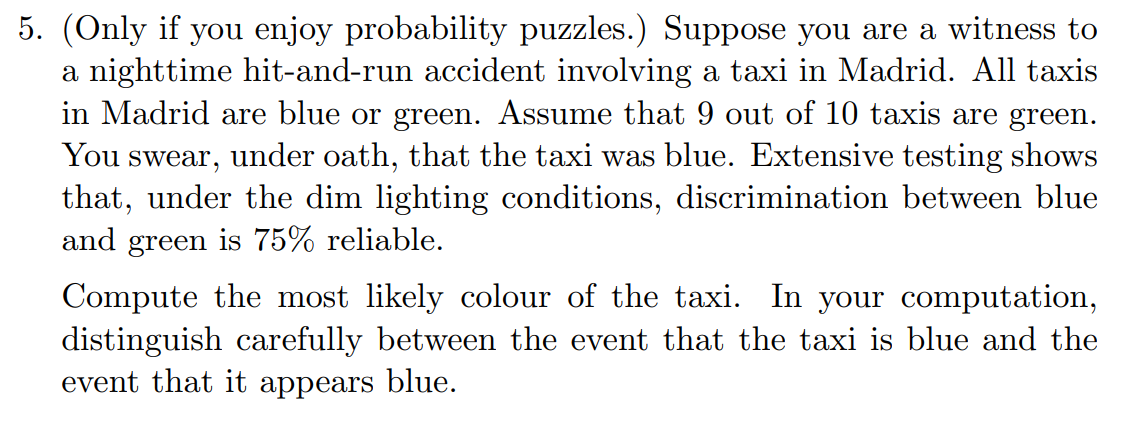 5. (Only if you enjoy probability puzzles.) Suppose you are a witness to
a nighttime hit-and-run accident involving a taxi in Madrid. All taxis
in Madrid are blue or green. Assume that 9 out of 10 taxis are green.
You swear, under oath, that the taxi was blue. Extensive testing shows
that, under the dim lighting conditions, discrimination between blue
and green is 75% reliable.
Compute the most likely colour of the taxi. In your computation,
distinguish carefully between the event that the taxi is blue and the
event that it appears blue.